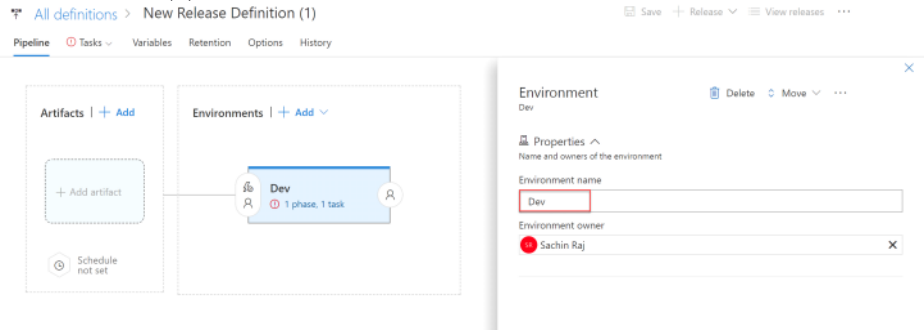 All definitions > New Release Definition (1)
Save + Release View releases ...
Pipeline Tasks Variables Retention Options History
Artifacts | + Add
Environments | + Add
+ Add artifact
Schedule
not set
Dev
1 phase, 1 task
Environment
Dev
Delete Move ...
Properties
Name and owners of the environment
Environment name
Dev
Environment owner
Sachin Raj